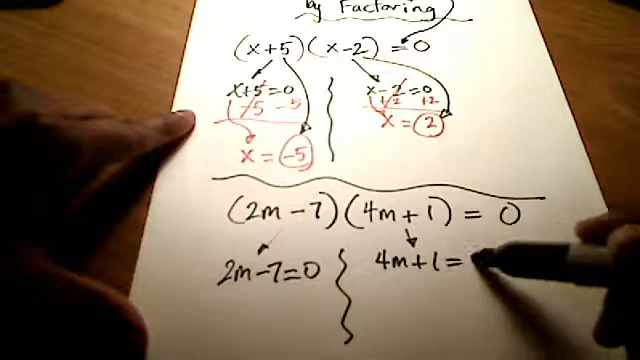 by Factoring
(x+5)(x-2) = 0
x+5=0 x-2=0
-5 -5 +2 +2
x = -5 x = 2
(2m-7)(4m+1) = 0
2m-7=0 4m+1=